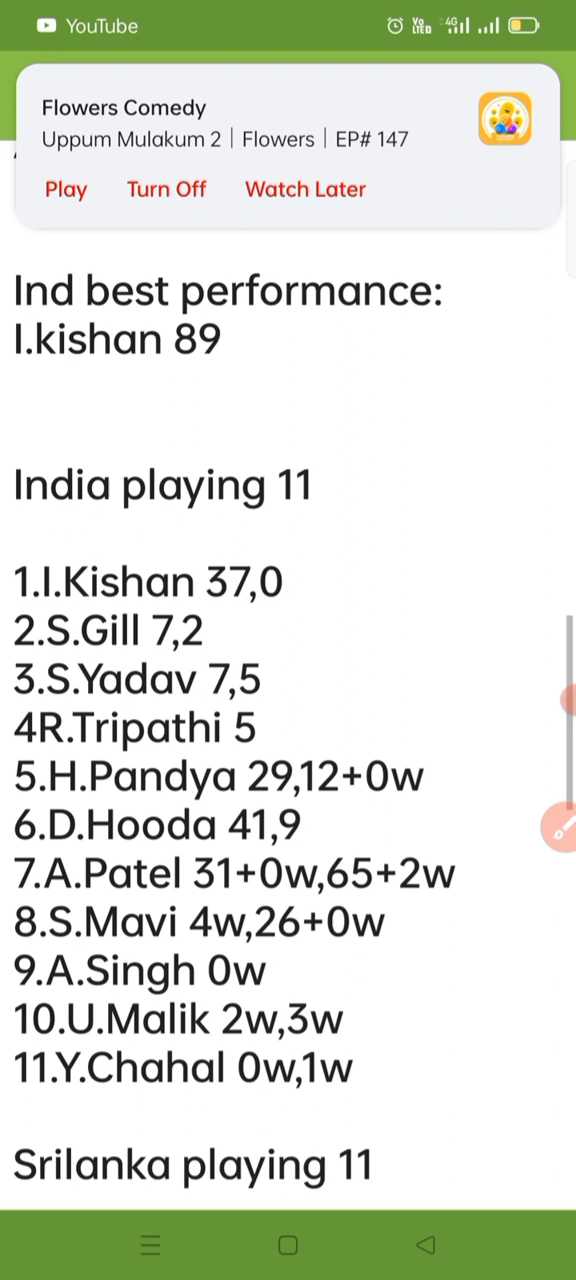 YouTube
Vo LTED 4G
Flowers Comedy
Uppum Mulakum 2 | Flowers | EP# 147
Play Turn Off Watch Later
Ind best performance:
I.kishan 89
India playing 11
1.I.Kishan 37,0
2.S.Gill 7,2
3.S.Yadav 7,5
4R.Tripathi 5
5.H.Pandya 29,12+0w
6.D.Hooda 41,9
7.A.Patel 31+0w,65+2w
8.S.Mavi 4w,26+0w
9.A.Singh 0w
10.U.Malik 2w,3w
11.Y.Chahal 0w,1w
Srilanka playing 11